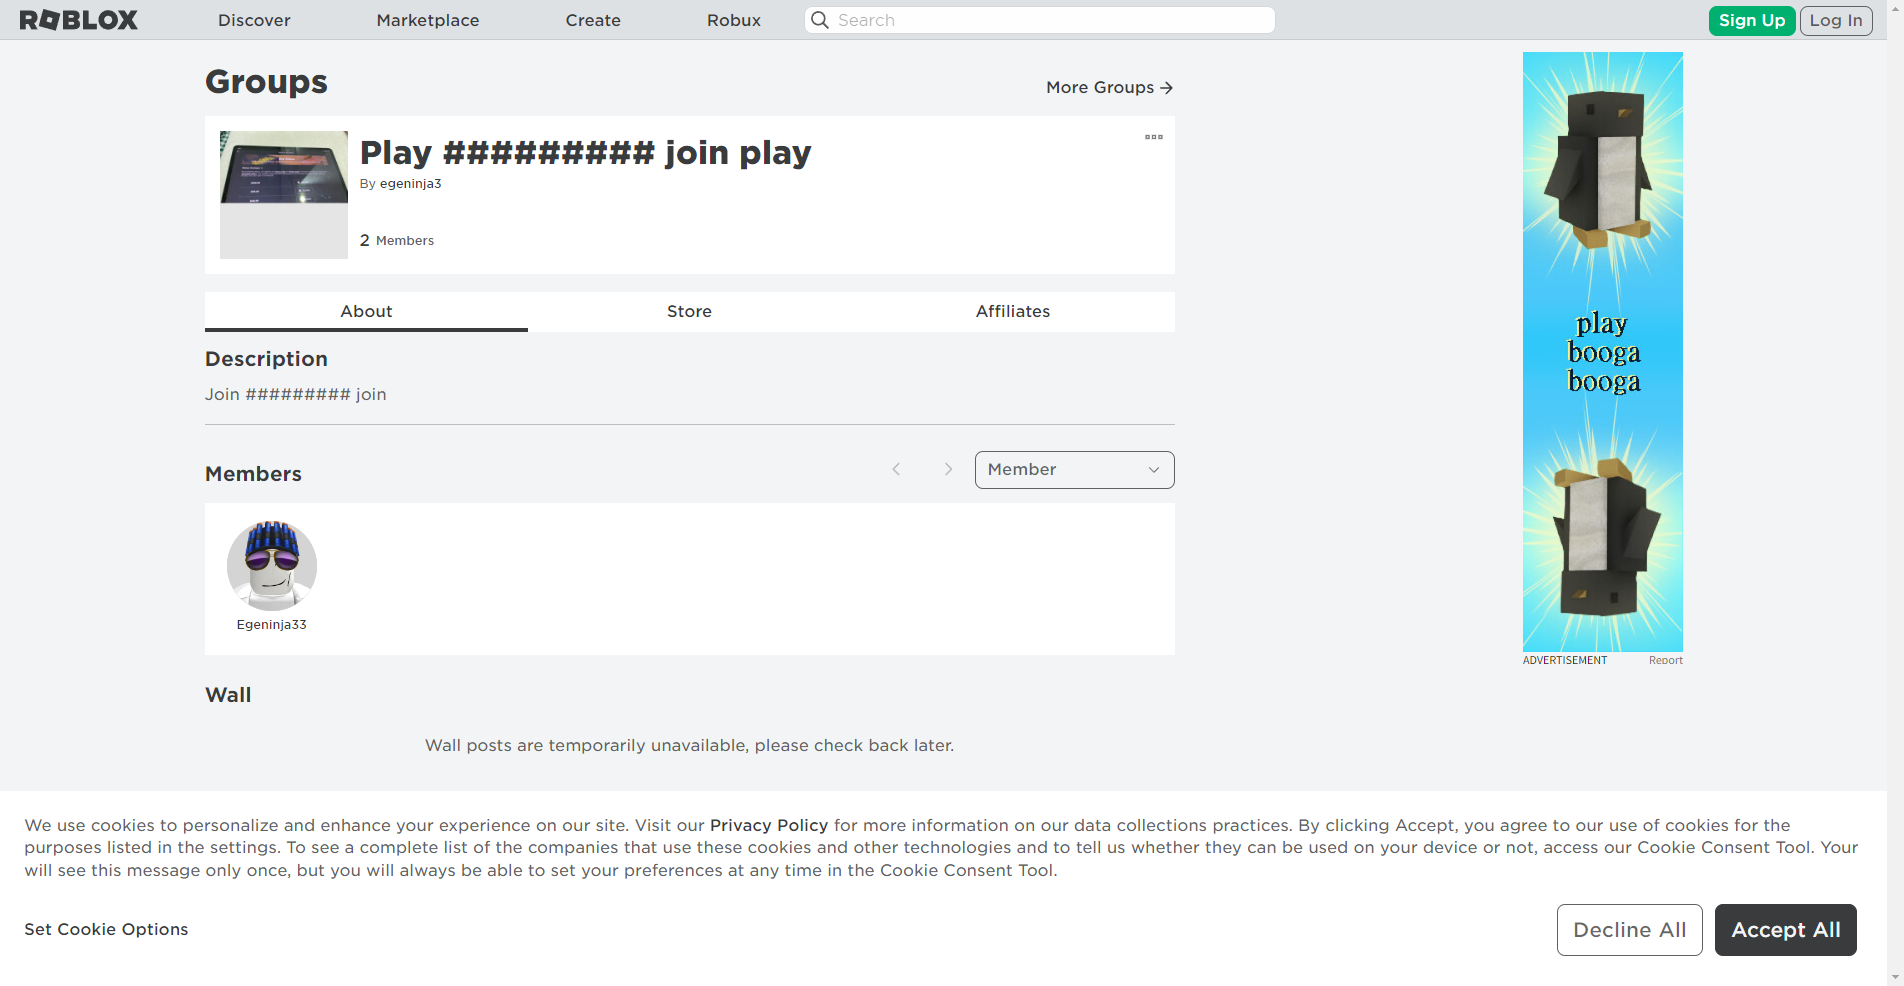 ROBLOX
Discover
Marketplace
Create
Robux
Search
Sign Up
Log In
Groups
More Groups
Play ######### join play
By egeninja3
2 Members
About
Store
Affiliates
Description
Join ######### join
Members
Member
Egeninja33
Wall
Wall posts are temporarily unavailable, please check back later.
play
booga
booga
ADVERTISEMENT
Report
We use cookies to personalize and enhance your experience on our site. Visit our Privacy Policy for more information on our data collections practices. By clicking Accept, you agree to our use of cookies for the
purposes listed in the settings. To see a complete list of the companies that use these cookies and other technologies and to tell us whether they can be used on your device or not, access our Cookie Consent Tool. Your
will see this message only once, but you will always be able to set your preferences at any time in the Cookie Consent Tool.
Set Cookie Options
Decline All
Accept All